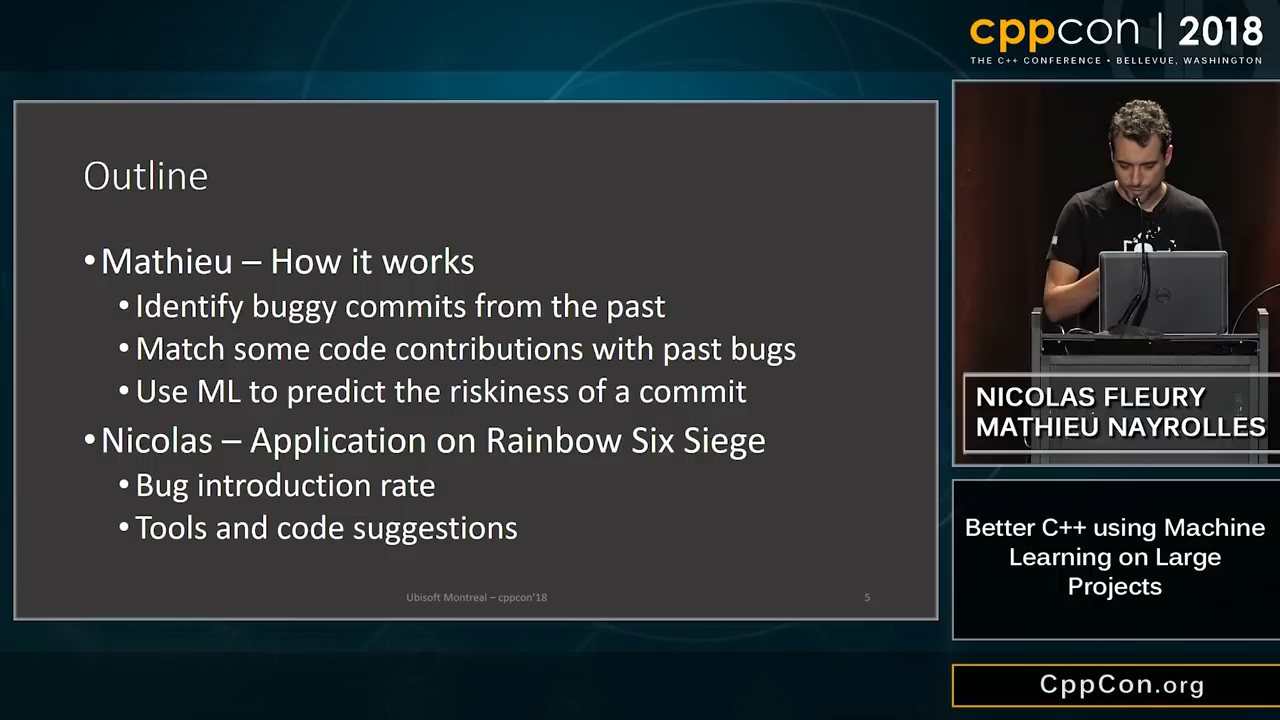 cppcon | 2018
THE C++ CONFERENCE • BELLEVUE, WASHINGTON
Outline
•Mathieu – How it works
•Identify buggy commits from the past
•Match some code contributions with past bugs
•Use ML to predict the riskiness of a commit
•Nicolas – Application on Rainbow Six Siege
•Bug introduction rate
•Tools and code suggestions
Ubisoft Montreal – cppcon'18
5
NICOLAS FLEURY
MATHIEU NAYROLLES
Better C++ using Machine
Learning on Large
Projects
CppCon.org